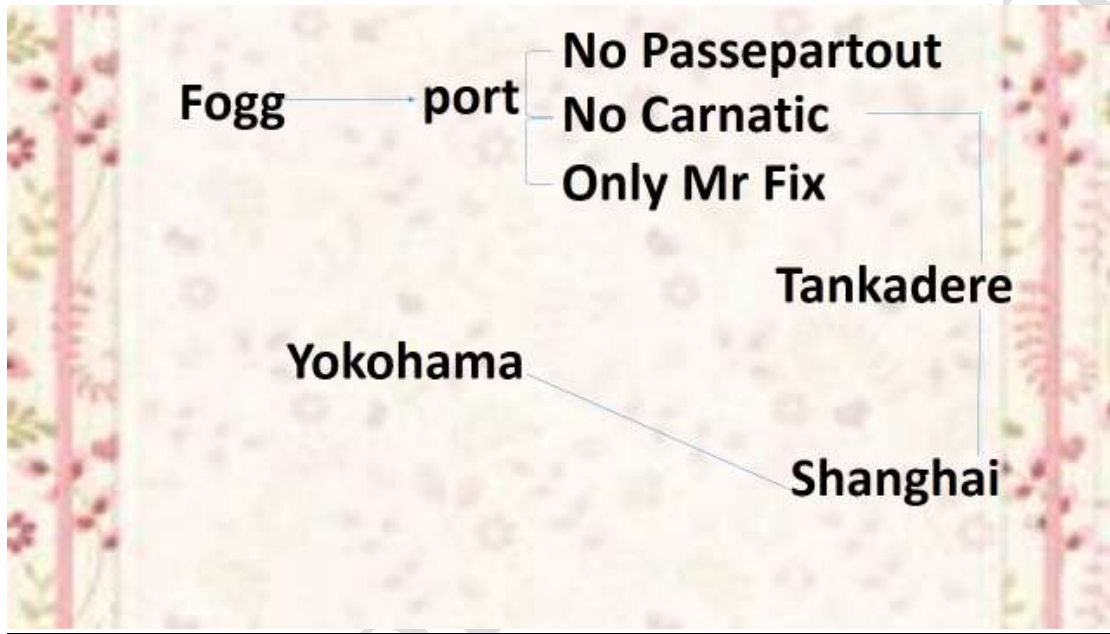 No Passepartout
Fogg port
No Carnatic
Only Mr Fix
Tankadere
Yokohama
Shanghai